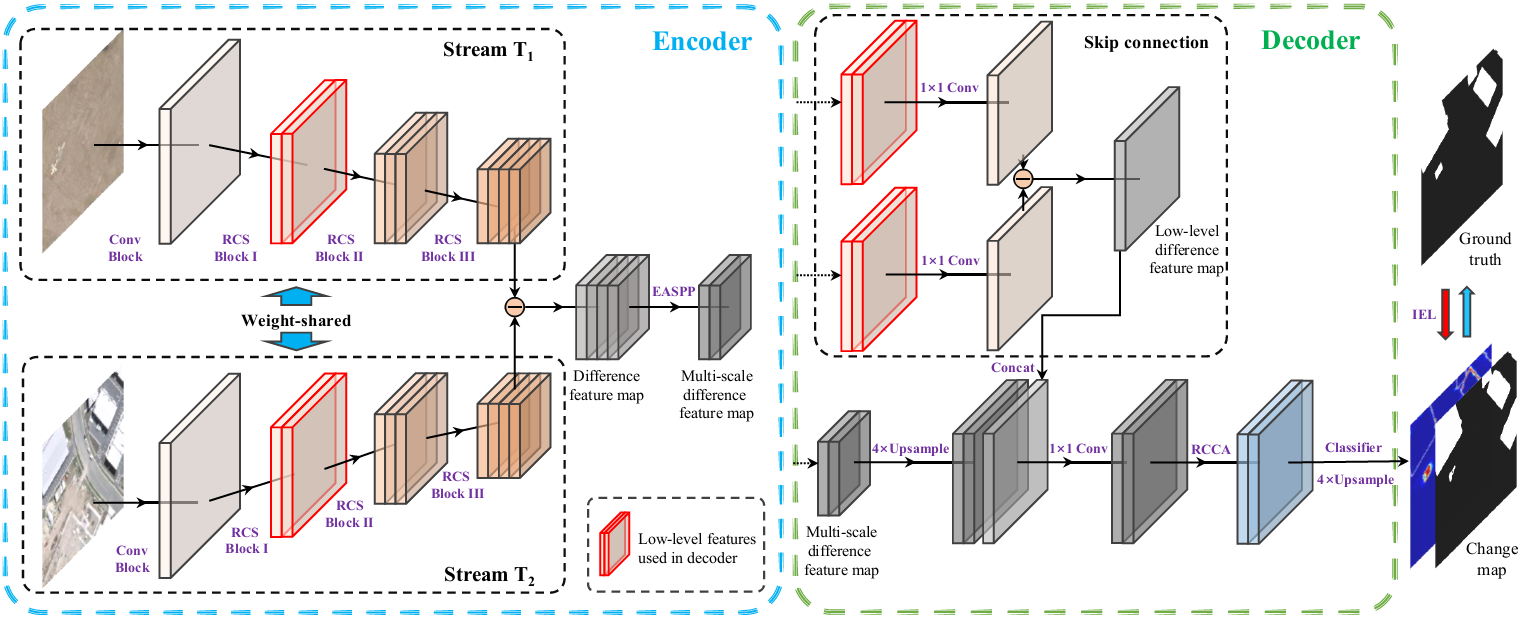 Encoder
Stream T1
Conv
Block
RCS
Block I
RCS
Block II
RCS
Block III
Weight-shared
EASPP
Difference
feature map
Multi-scale
difference
feature map
Conv
Block
RCS
Block I
RCS
Block II
RCS
Block III
Stream T2
Low-level features
used in decoder
Decoder
Skip connection
1×1 Conv
1×1 Conv
Low-level
difference
feature map
Concat
4×Upsample
1×1 Conv
RCCA
Classifier
4×Upsample
Multi-scale
difference
feature map
Ground
truth
IEL
Change
map